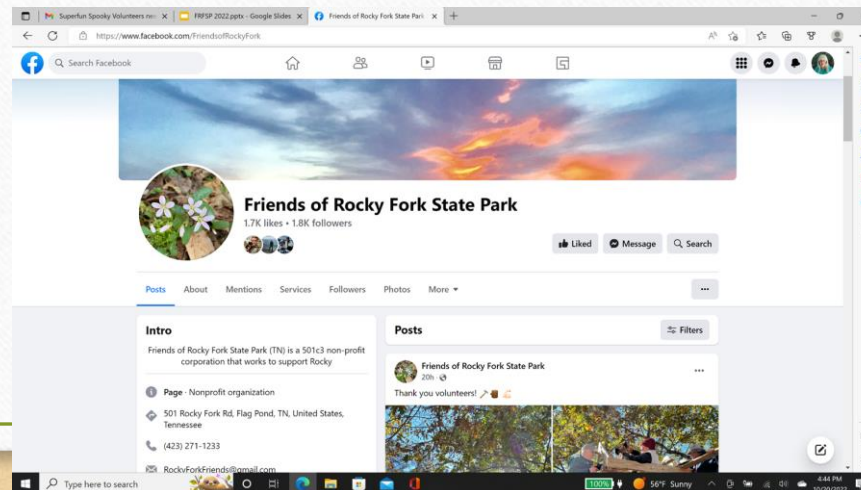 Superfun Spooky Volunteers nee
FRFSP 2022.pptx - Google Slides
Friends of Rocky Fork State Park
https://www.facebook.com/FriendsofRockyFork
Search Facebook
Friends of Rocky Fork State Park
1.7K likes • 1.8K followers
Liked
Message
Search
Posts
About
Mentions
Services
Followers
Photos
More
Intro
Friends of Rocky Fork State Park (TN) is a 501c3 non-profit
corporation that works to support Rocky
Page · Nonprofit organization
501 Rocky Fork Rd, Flag Pond, TN, United States,
Tennessee
(423) 271-1233
RockyForkFriends@gmail.com
Posts
Filters
Friends of Rocky Fork State Park
20h
Thank you volunteers!
Type here to search
100%
56°F Sunny
4:44 PM
10/20/2022